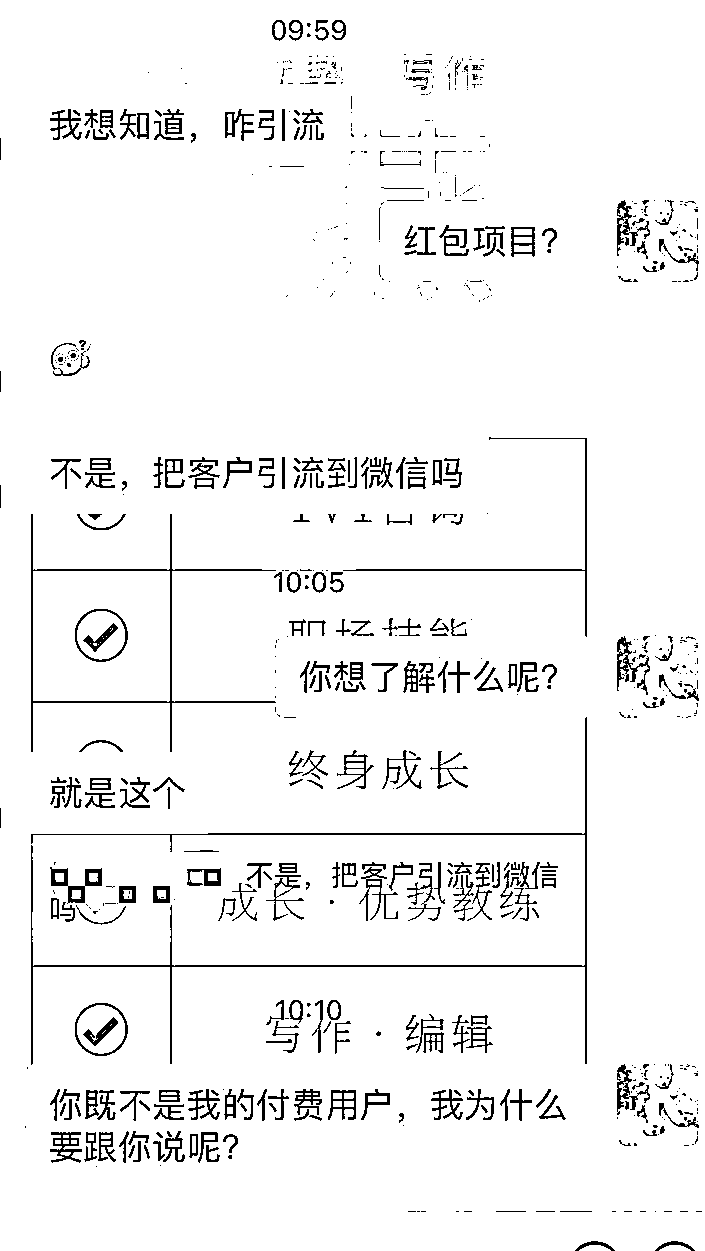 09:59
写作
我想知道，咋引流
红包项目？
不是，把客户引流到微信吗
10:05
职场技能
你想了解什么呢？
终身成长
就是这个
不是，把客户引流到微信
吗
成长·优势教练
10:10
写作·编辑
你既不是我的付费用户，我为什么
要跟你说呢？